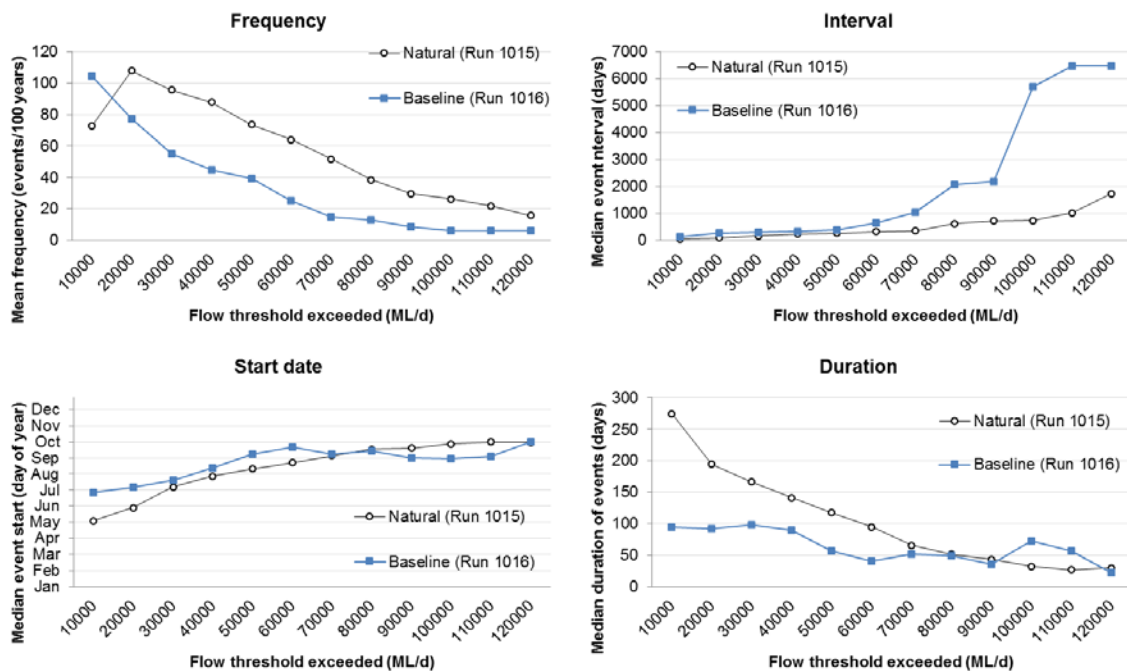 Frequency
Mean frequency (events/100 years)
120
100
80
60
40
20
0
Natural (Run 1015)
Baseline (Run 1016)
10000
20000
30000
40000
50000
60000
70000
80000
90000
100000
110000
120000
Flow threshold exceeded (ML/d)
Interval
Median event nterval (days)
7000
6000
5000
4000
3000
2000
1000
0
Natural (Run 1015)
Baseline (Run 1016)
10000
20000
30000
40000
50000
60000
70000
80000
90000
100000
110000
120000
Flow threshold exceeded (ML/d)
Start date
Median event start (day of year)
Dec
Nov
Oct
Sep
Aug
Jul
Jun
May
Apr
Mar
Feb
Jan
Natural (Run 1015)
Baseline (Run 1016)
10000
20000
30000
40000
50000
60000
70000
80000
90000
100000
110000
120000
Flow threshold exceeded (ML/d)
Duration
Median duration of events (days)
300
250
200
150
100
50
0
Natural (Run 1015)
Baseline (Run 1016)
10000
20000
30000
40000
50000
60000
70000
80000
90000
100000
110000
120000
Flow threshold exceeded (ML/d)